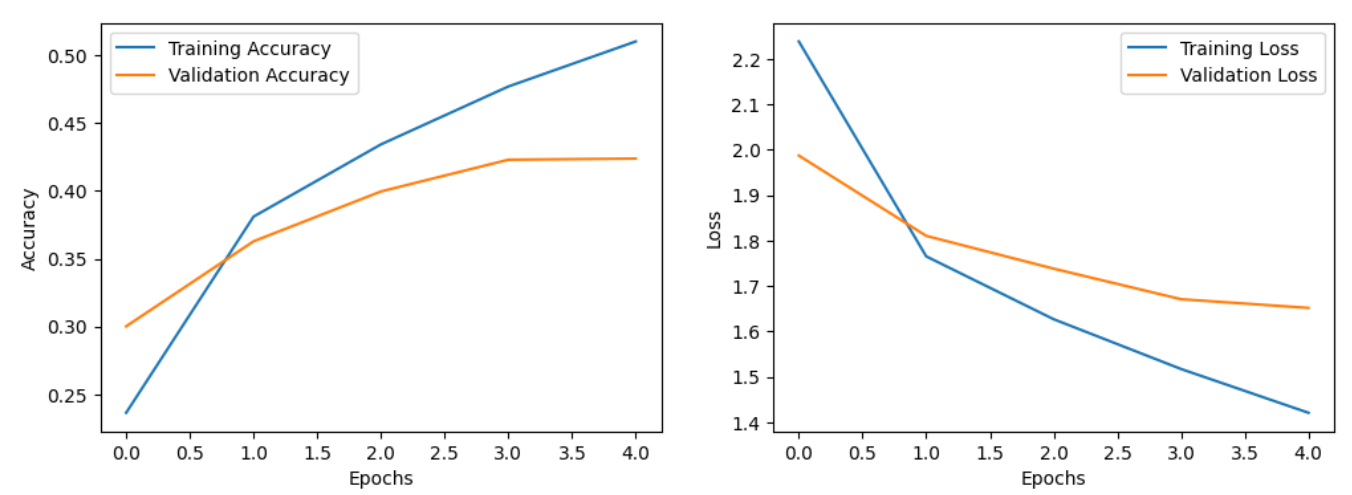 Training Accuracy
Validation Accuracy
0.50
0.45
0.40
0.35
0.30
0.25
Accuracy
0.0 0.5 1.0 1.5 2.0 2.5 3.0 3.5 4.0
Epochs
Training Loss
Validation Loss
2.2
2.1
2.0
1.9
1.8
1.7
1.6
1.5
1.4
Loss
0.0 0.5 1.0 1.5 2.0 2.5 3.0 3.5 4.0
Epochs